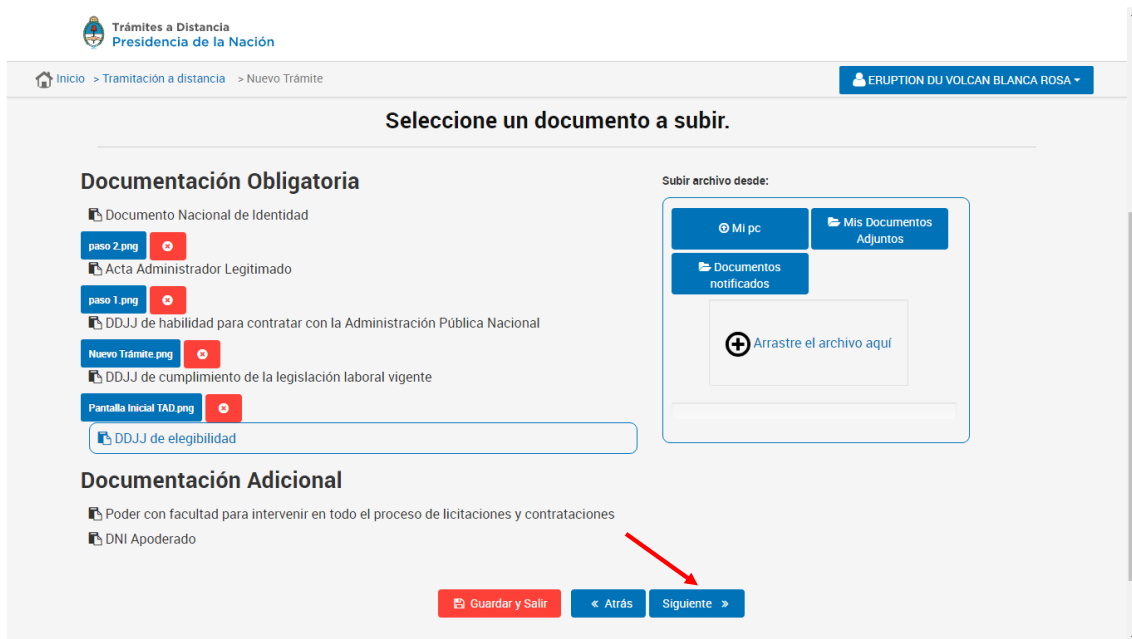 Trámites a Distancia
Presidencia de la Nación
Inicio > Tramitación a distancia > Nuevo Trámite
ERUPTION DU VOLCAN BLANCA ROSA
Seleccione un documento a subir.
Documentación Obligatoria
Documento Nacional de Identidad
paso 2.png
Acta Administrador Legitimado
paso 1.png
DDJJ de habilidad para contratar con la Administración Pública Nacional
Nuevo Trámite.png
DDJJ de cumplimiento de la legislación laboral vigente
Pantalla Inicial TAD.png
DDJJ de elegibilidad
Subir archivo desde:
Mi pc
Mis Documentos
Adjuntos
Documentos
notificados
Arrastre el archivo aquí
Documentación Adicional
Poder con facultad para intervenir en todo el proceso de licitaciones y contrataciones
DNI Apoderado
Guardar y Salir
« Atrás
Siguiente »